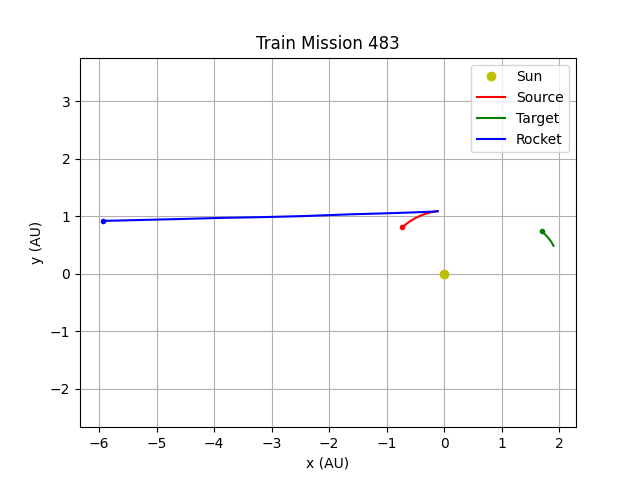 Train Mission 483
Sun
Source
Target
Rocket
y (AU)
3
2
1
0
−1
−2
−6 −5 −4 −3 −2 −1 0 1 2
x (AU)